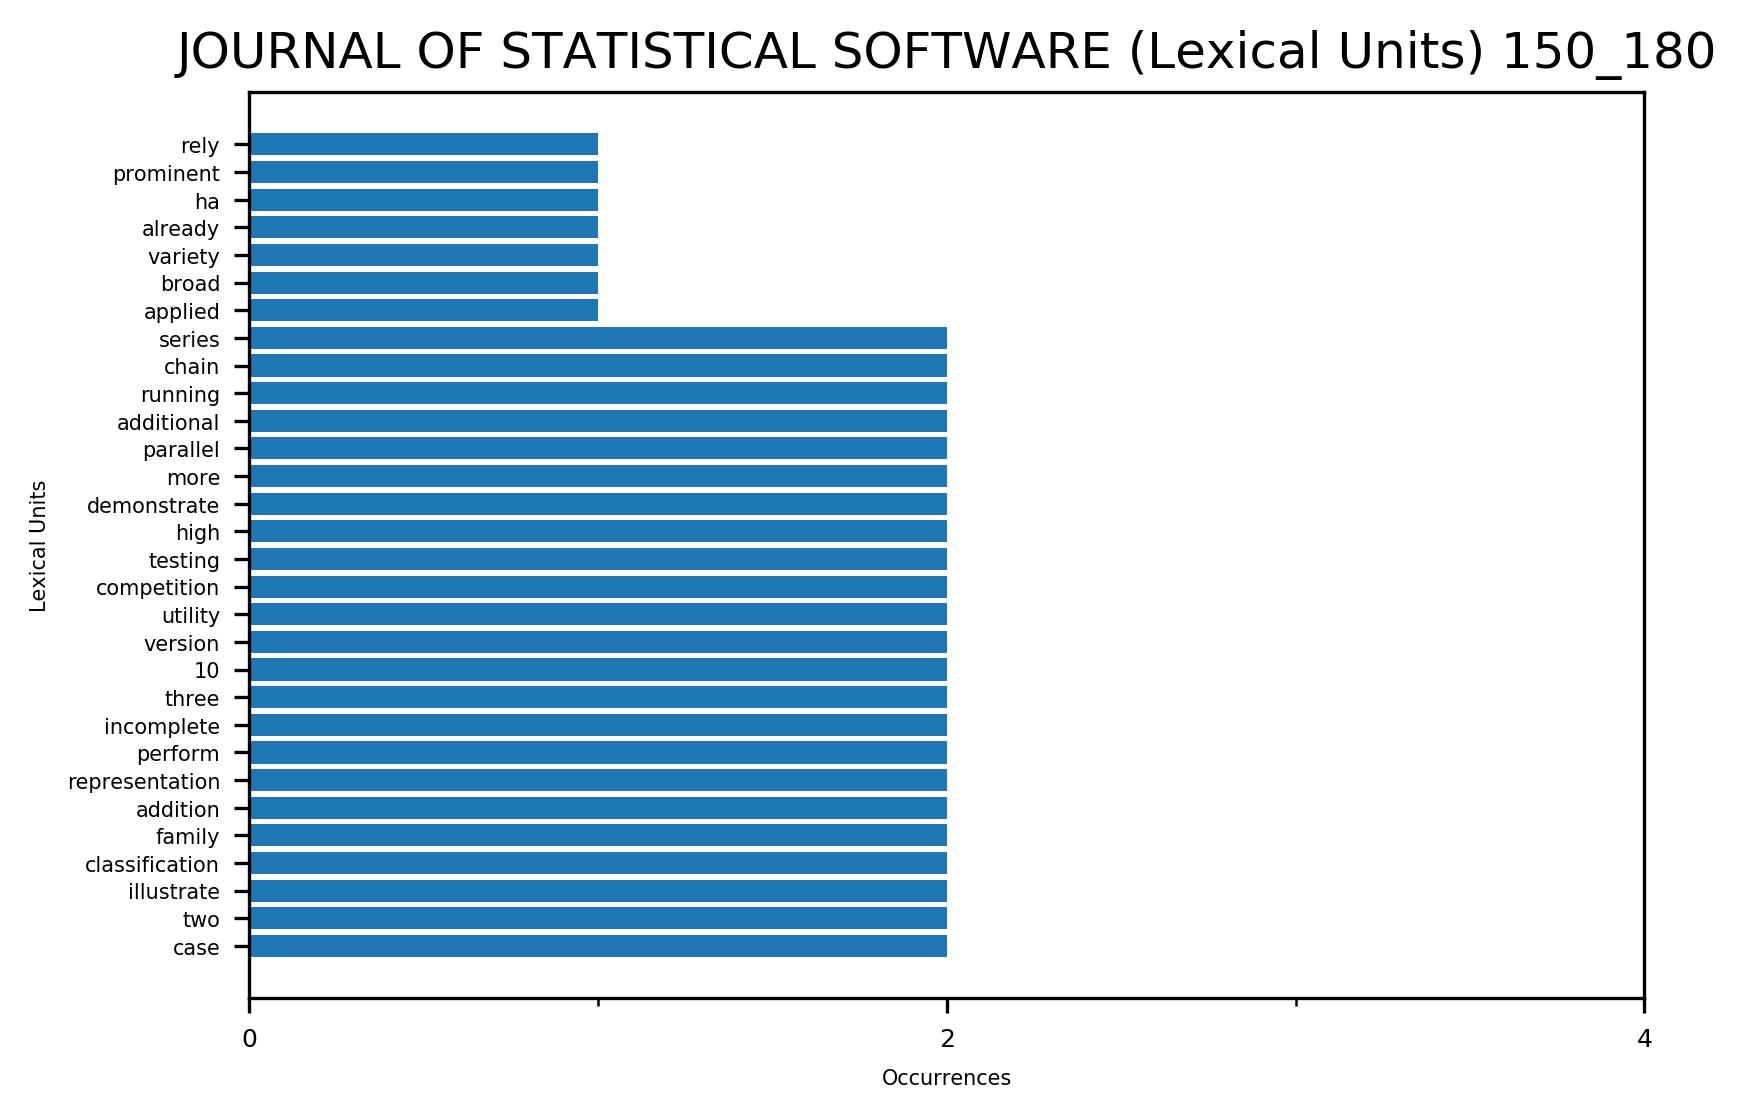 JOURNAL OF STATISTICAL SOFTWARE (Lexical Units) 150_180
rely
prominent
ha
already
variety
broad
applied
series
chain
running
additional
parallel
more
demonstrate
high
testing
competition
utility
version
10
three
incomplete
perform
representation
addition
family
classification
illustrate
two
case
Lexical Units
0 2 4
Occurrences